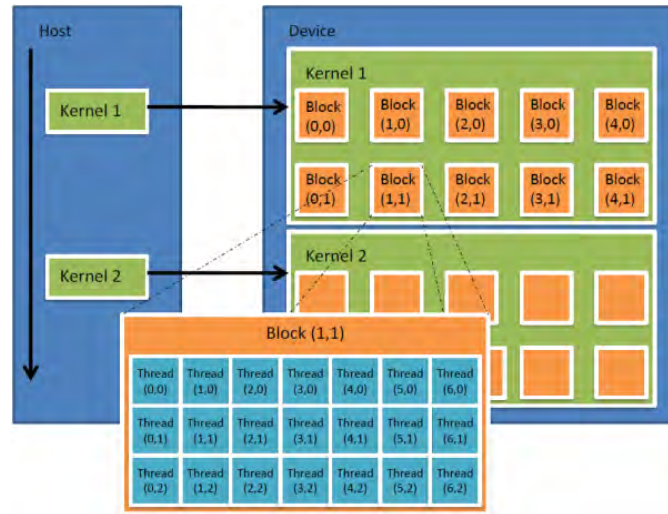 Host
Device
Kernel 1
Kernel 1
Block
(0,0)
Block
(1,0)
Block
(2,0)
Block
(3,0)
Block
(4,0)
Block
(0,1)
Block
(1,1)
Block
(2,1)
Block
(3,1)
Block
(4,1)
Kernel 2
Kernel 2
Block (1,1)
Thread
(0,0)
Thread
(1,0)
Thread
(2,0)
Thread
(3,0)
Thread
(4,0)
Thread
(5,0)
Thread
(6,0)
Thread
(0,1)
Thread
(1,1)
Thread
(2,1)
Thread
(3,1)
Thread
(4,1)
Thread
(5,1)
Thread
(6,1)
Thread
(0,2)
Thread
(1,2)
Thread
(2,2)
Thread
(3,2)
Thread
(4,2)
Thread
(5,2)
Thread
(6,2)